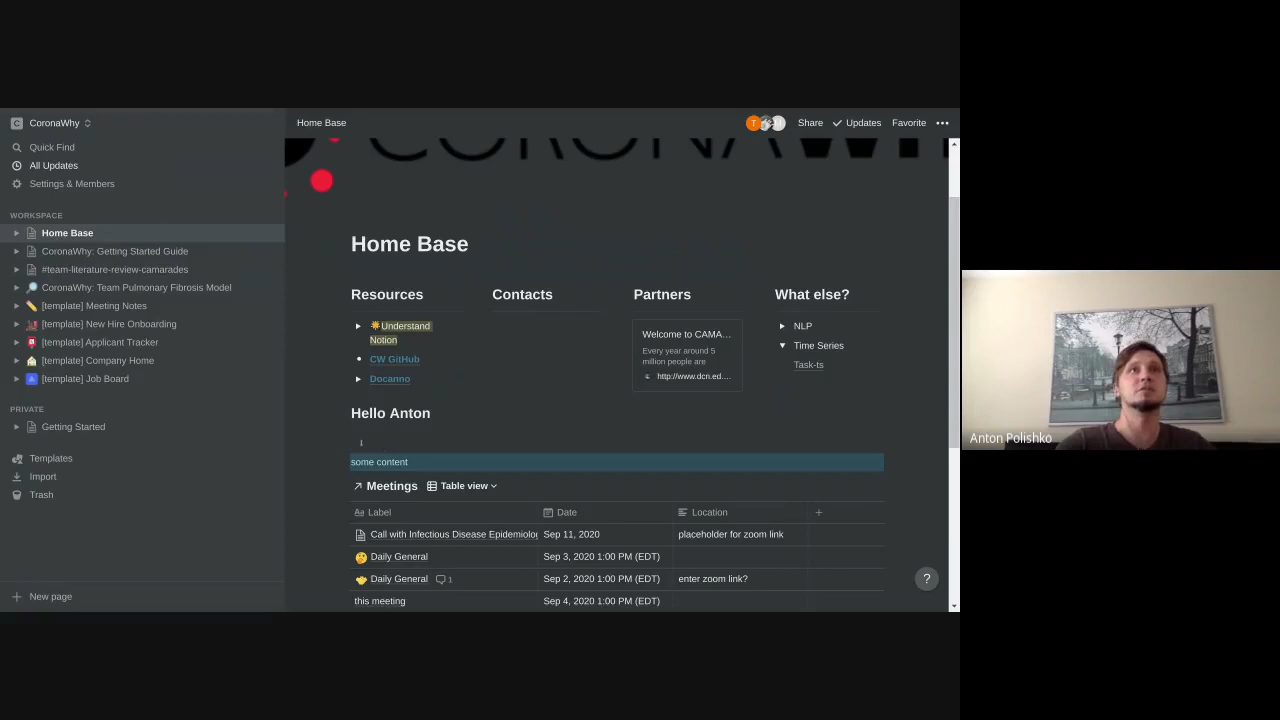 C CoronaWhy
Home Base
T
Share
Updates
Favorite
•••
Quick Find
All Updates
Settings & Members
WORKSPACE
Home Base
CoronaWhy: Getting Started Guide
#team-literature-review-camarades
CoronaWhy: Team Pulmonary Fibrosis Model
[template] Meeting Notes
[template] New Hire Onboarding
[template] Applicant Tracker
[template] Company Home
[template] Job Board
PRIVATE
Getting Started
Templates
Import
Trash
New page
CORONAWH
Home Base
Resources
Understand
Notion
CW GitHub
Docanno
Contacts
Partners
Welcome to CAMA...
Every year around 5
million people are
http://www.dcn.ed....
What else?
NLP
Time Series
Task-ts
Hello Anton
1
some content
Meetings Table view
Aa Label Date Location +
Call with Infectious Disease Epidemiolo Sep 11, 2020 placeholder for zoom link
Daily General Sep 3, 2020 1:00 PM (EDT)
Daily General 1 Sep 2, 2020 1:00 PM (EDT) enter zoom link?
this meeting Sep 4, 2020 1:00 PM (EDT)
?
Anton Polishko